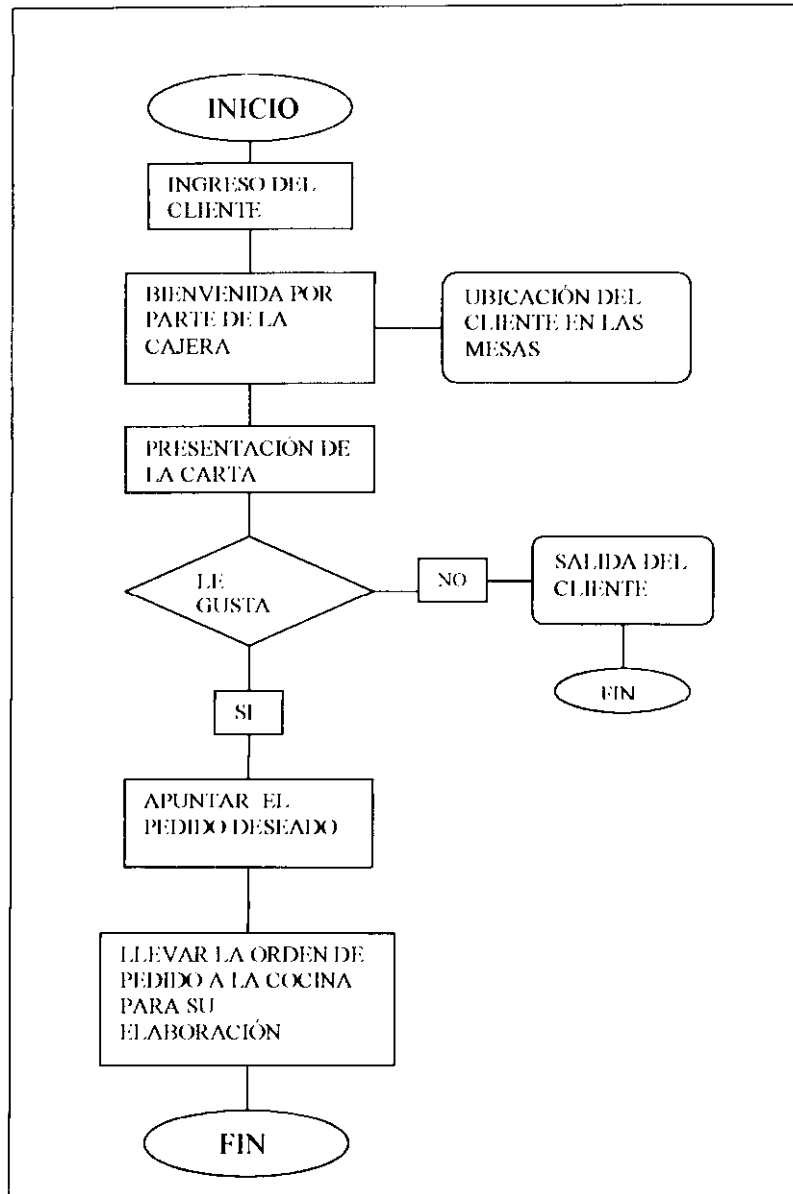 INICIO
INGRESO DEL
CLIENTE
BIENVENIDA POR
PARTE DE LA
CAJERA
UBICACIÓN DEL
CLIENTE EN LAS
MESAS
PRESENTACIÓN DE
LA CARTA
LE
GUSTA
NO
SALIDA DEL
CLIENTE
FIN
SI
APUNTAR EL
PEDIDO DESEADO
LLEVAR LA ORDEN DE
PEDIDO A LA COCINA
PARA SU
ELABORACIÓN
FIN